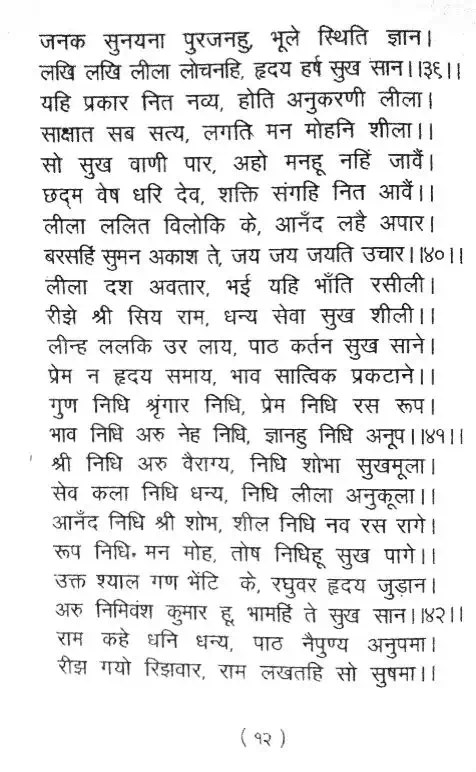 जनक सुनयना पुरजनहु, भूले स्थिति ज्ञान।
लखि लखि लीला लोचनहि, हृदय हर्ष सुख सान।।३६।।
यहि प्रकार नित नव्य, होति अनुकरणी लीला।
साक्षात सब सत्य, लगति मन मोहनि शीला।।
सो सुख वाणी पार, अहो मनहू नहिं जावैं।
छद्म वेष धरि देव, शक्ति संगहि नित आवैं।।
लीला ललित विलोकि के, आनँद लहै अपार।
बरसहिं सुमन अकाश ते, जय जय जयति उचार।।४०।।
लीला दश अवतार, भई यहि भाँति रसीली।
रीझे श्री सिय राम, धन्य सेवा सुख शीली।।
लीन्ह ललकि उर लाय, पाठ कर्तन सुख साने।
प्रेम न हृदय समाय, भाव सात्विक प्रकटाने।।
गुण निधि श्रृंगार निधि, प्रेम निधि रस रूप।
भाव निधि अरु नेह निधि, ज्ञानहु निधि अनूप।।४१।।
श्री निधि अरु वैराग्य, निधि शोभा सुखमूला।
सेव कला निधि धन्य, निधि लीला अनुकूला।।
आनँद निधि श्री शोभ, शील निधि नव रस रागे।
रूप निधि मन मोह, तोष निधिहू सुख पागे।।
उक्त श्याल गण भेंटि के, रघुवर हृदय जुड़ान।
अरु निमिवंश कुमार हू, भामहिं ते सुख सान।।४२।।
राम कहे धनि धन्य, पाठ नैपुण्य अनुपमा।
रीझ गयो रिझवार, राम लखतहि सो सुषमा।।
(१२)